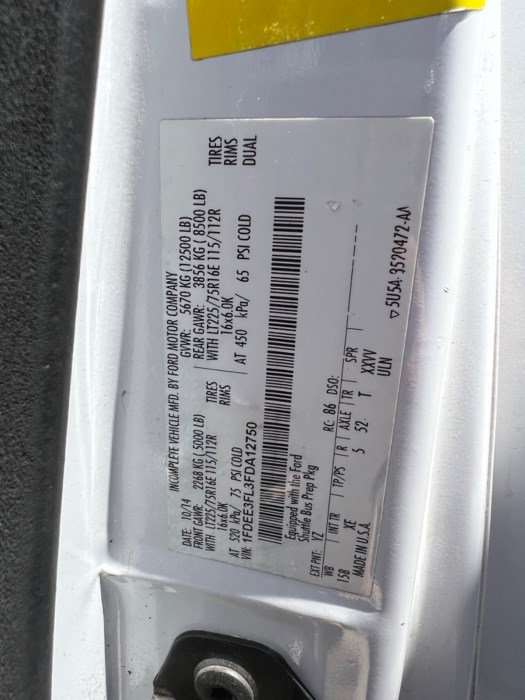 INCOMPLETE VEHICLE MFD. BY FORD MOTOR COMPANY
DATE: 10/14 GVWR: 5670 KG (12500 LB)
FRONT GAWR: 2268 KG (5000 LB) REAR GAWR: 3856 KG (8500 LB)
WITH LT225/75R16E 115/112R TIRES WITH LT225/75R16E 115/112R TIRES
16x6.0K RIMS 16x6.0K RIMS
AT 520 kPa/ 75 PSI COLD AT 450 kPa/ 65 PSI COLD DUAL
VIN: 1FDEE3FL3FDA12750
Equipped with the Ford
Shuttle Bus Prep Pkg
EXT PNT: YZ RC: 86 DSO:
WB INT TR TP/PS R AXLE TR SPR
158 XE 5 52 T XXVV
MADE IN U.S.A. ULN
▽5U5A-3520472-AA